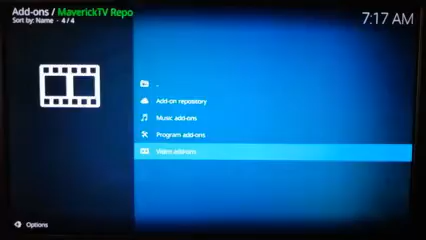 Add-ons / MaverickTV Repo
Sort by: Name · 4/4
7:17 AM
..
Add-on repository
Music add-ons
Program add-ons
Video add-ons
Options